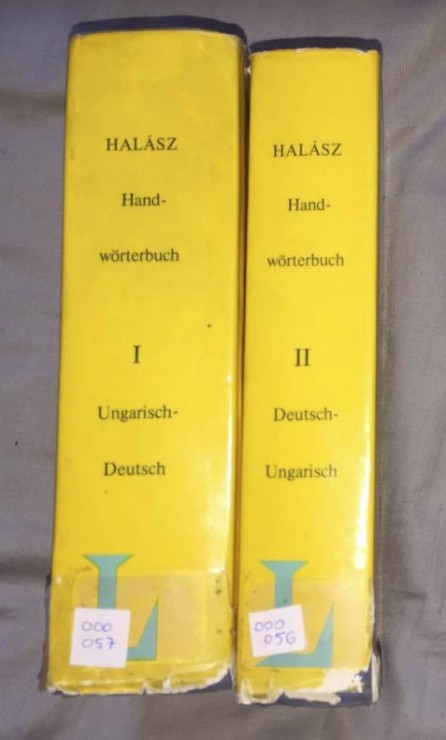 HALÁSZ
Hand-
wörterbuch
I
Ungarisch-
Deutsch
L
000
057
HALÁSZ
Hand-
wörterbuch
II
Deutsch-
Ungarisch
L
000
056